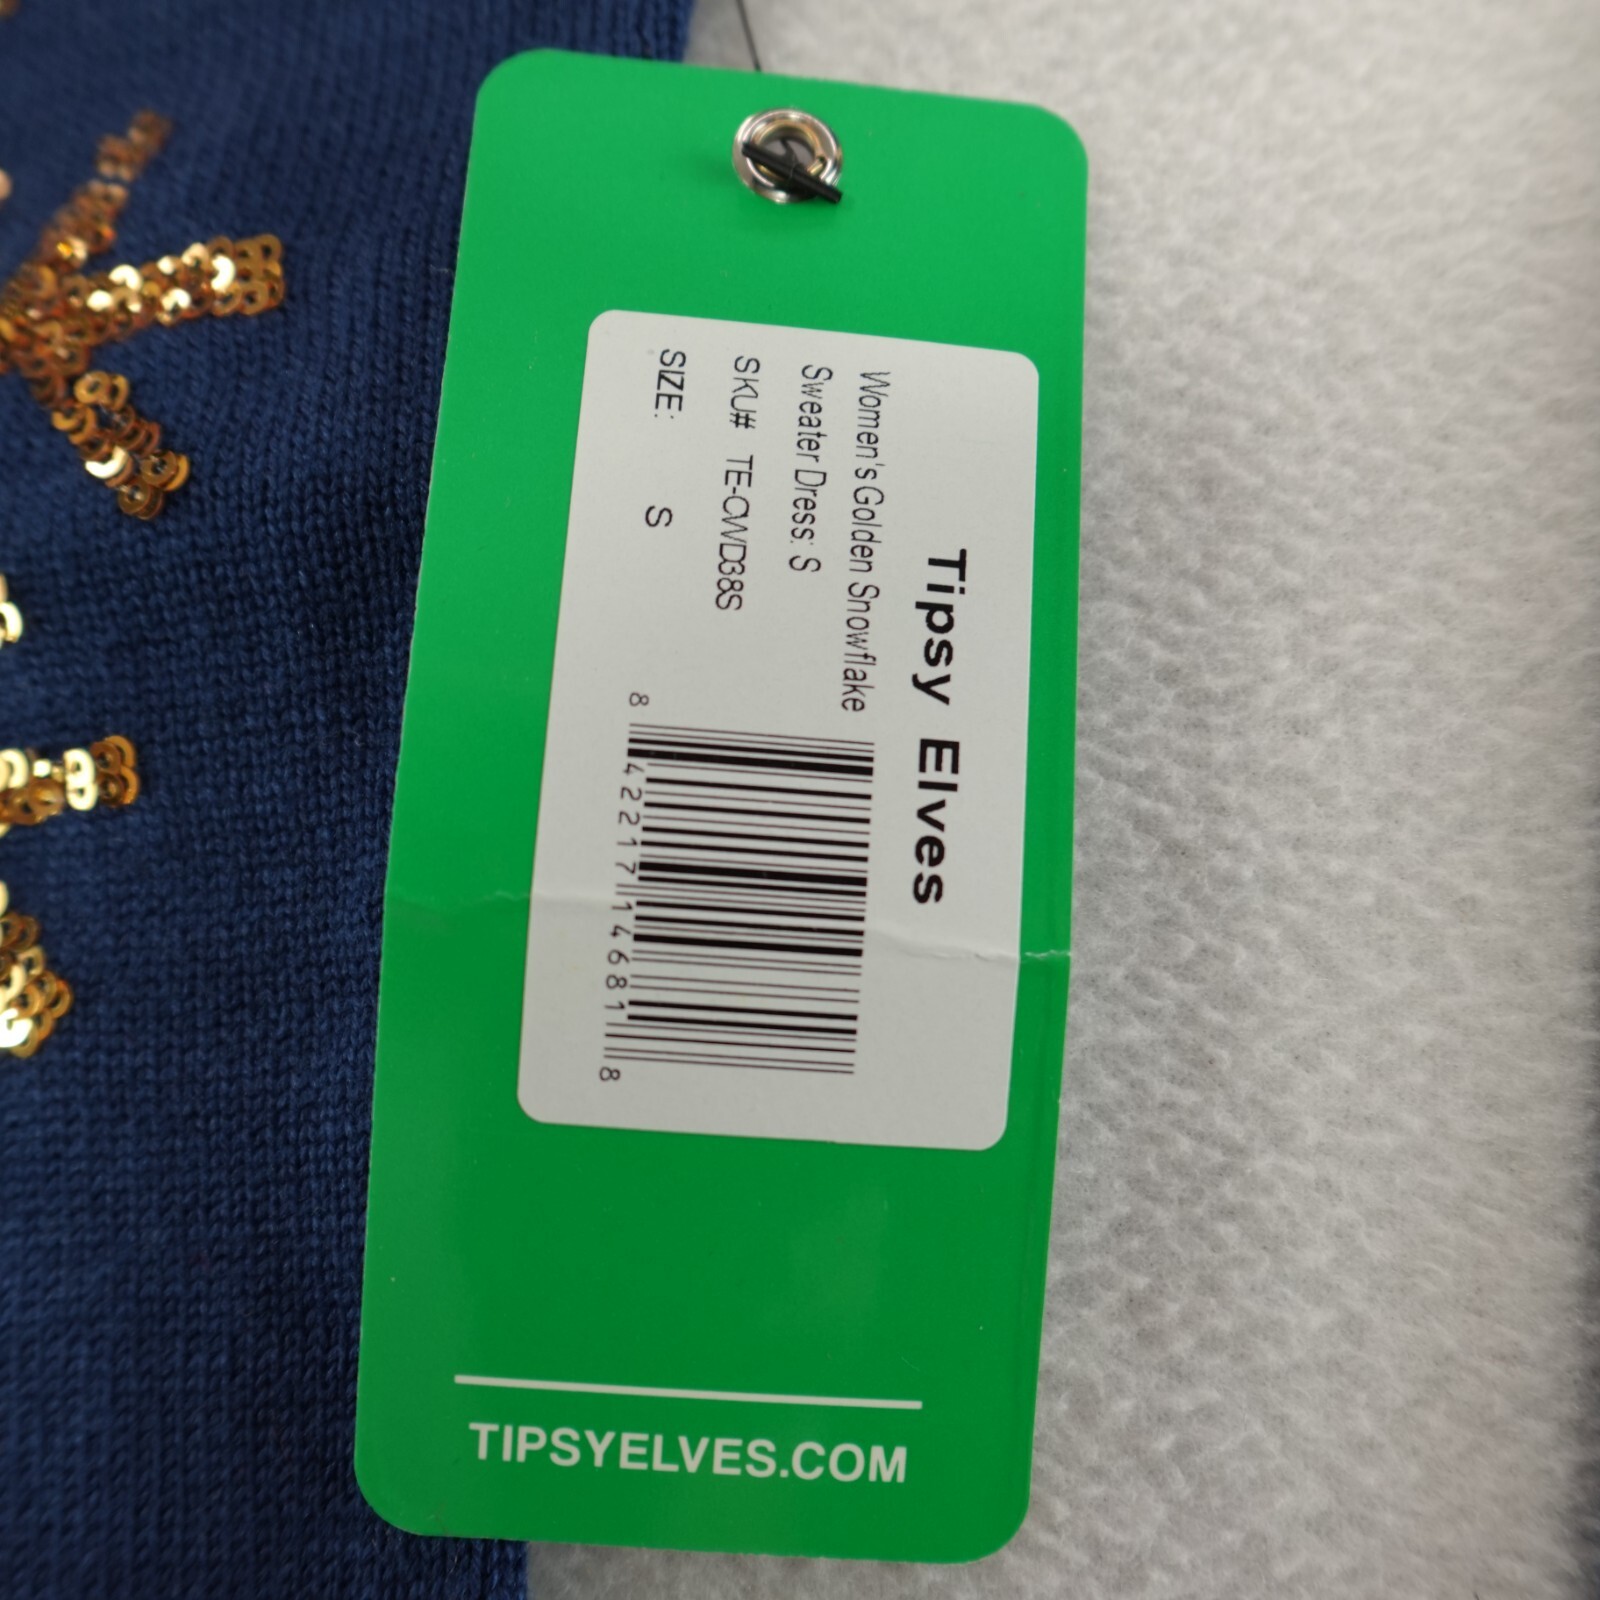 Tipsy Elves
Women's Golden Snowflake
Sweater Dress: S
SKU# TE-CWD38S
SIZE: S
8 42217 14681 8
TIPSYELVES.COM